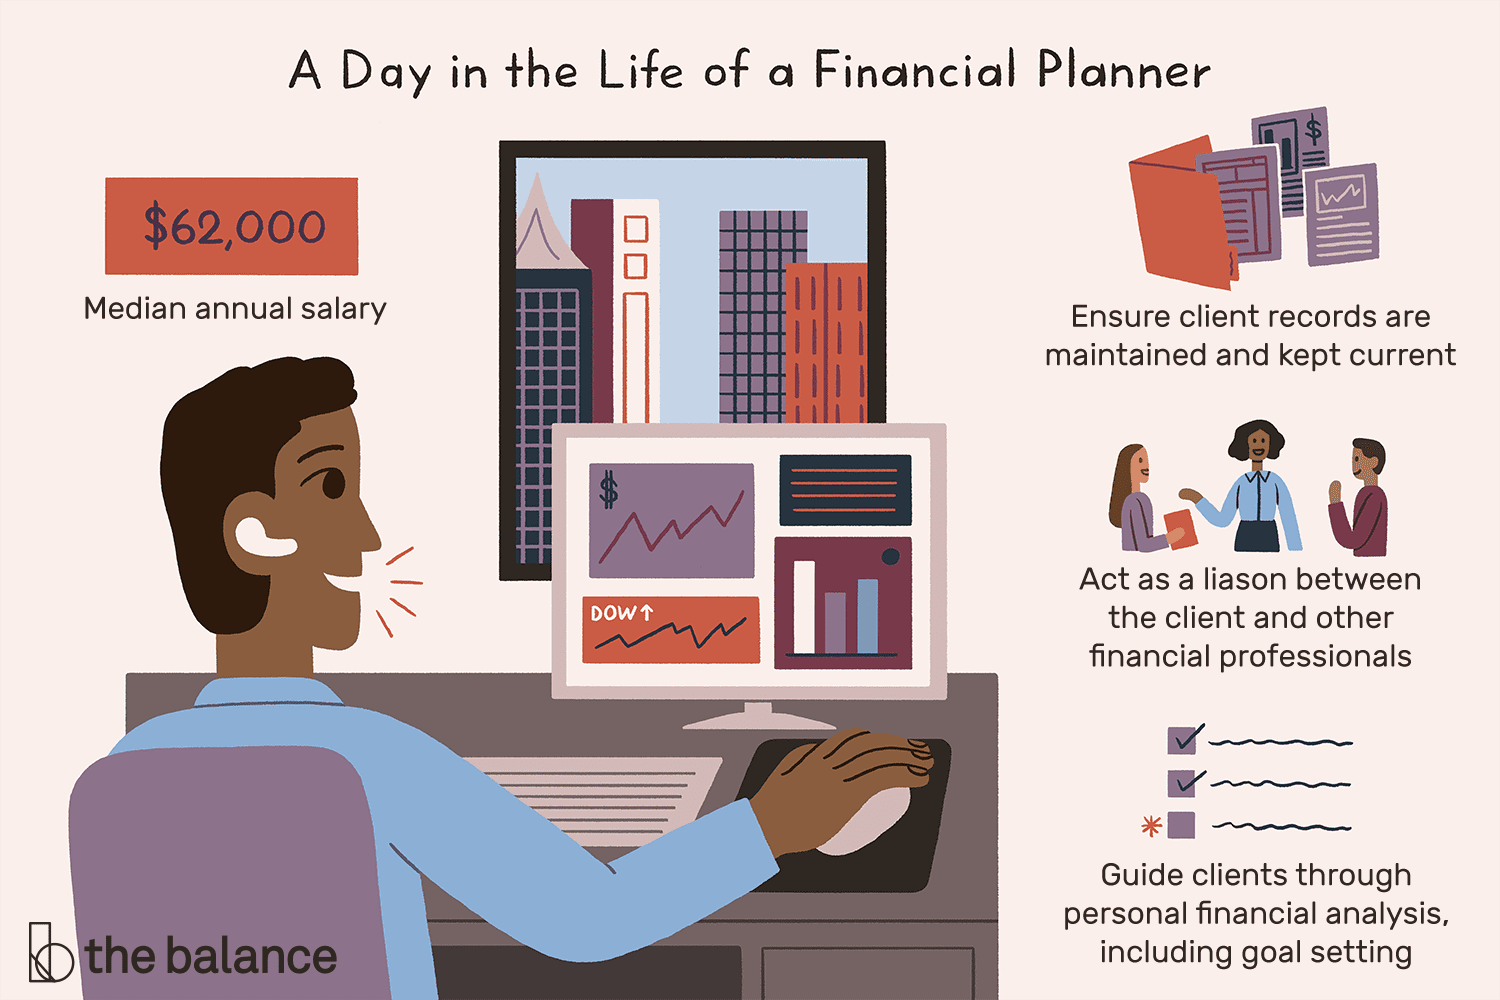 A Day in the Life of a Financial Planner
$62,000
Median annual salary
$
DOW↑
$
Ensure client records are
maintained and kept current
Act as a liason between
the client and other
financial professionals
Guide clients through
personal financial analysis,
including goal setting
b the balance